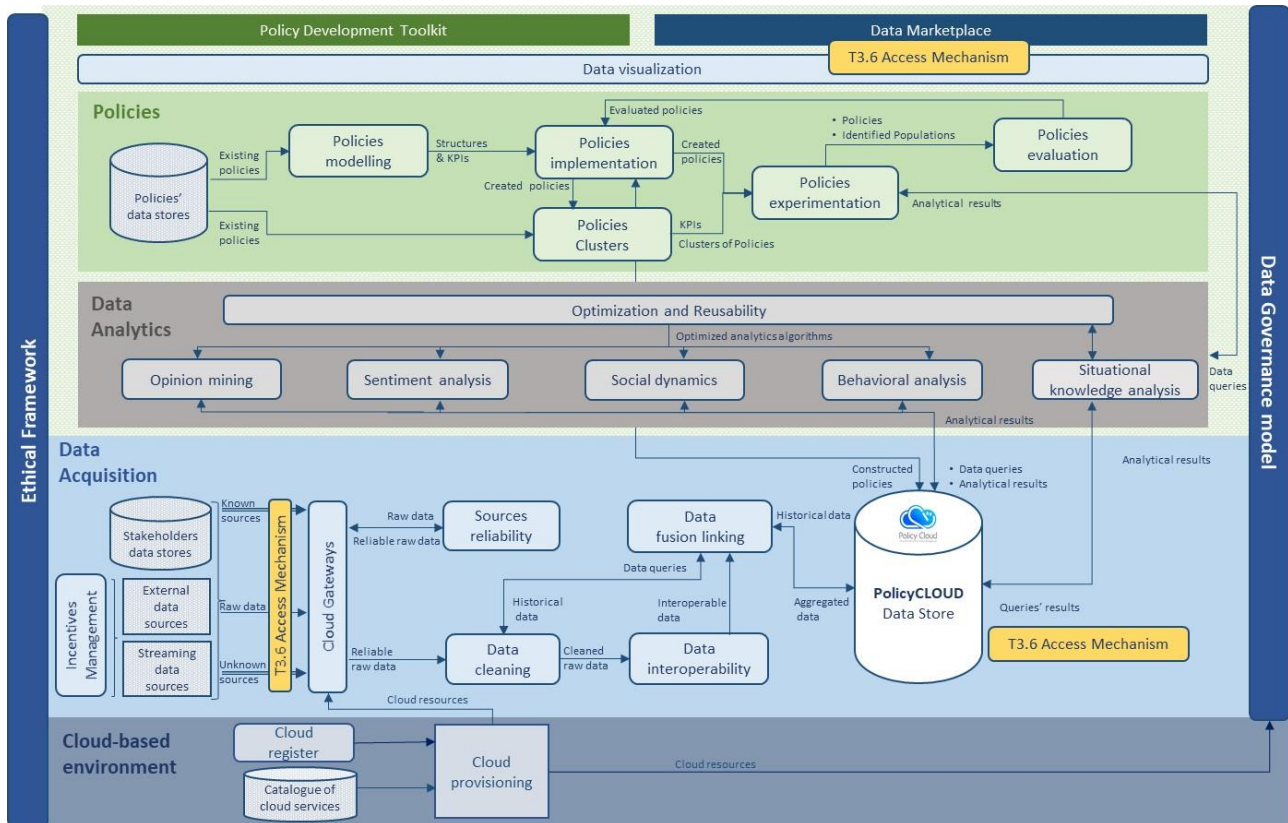 Policy Development Toolkit
Data Marketplace
T3.6 Access Mechanism
Data visualization
Policies
Evaluated policies
• Policies
• Identified Populations
Policies
modelling
Structures
& KPIs
Policies
implementation
Created
policies
Policies
evaluation
Existing
policies
Policies'
data stores
Created policies
Policies
experimentation
Analytical results
Existing
policies
Policies
Clusters
KPIs
Clusters of Policies
Data
Analytics
Optimization and Reusability
Optimized analytics algorithms
Opinion mining
Sentiment analysis
Social dynamics
Behavioral analysis
Situational
knowledge analysis
Data
queries
Analytical results
Ethical Framework
Data Governance model
Data
Acquisition
Constructed
policies
• Data queries
• Analytical results
Analytical results
Stakeholders
data stores
Known
sources
T3.6 Access Mechanism
Cloud Gateways
Raw data
Reliable raw data
Sources
reliability
Data
fusion linking
Historical data
Policy Cloud
PolicyCLOUD
Data Store
Incentives
Management
External
data
sources
Raw data
Streaming
data
sources
Unknown
sources
Data queries
Historical
data
Interoperable
data
Aggregated
data
Queries' results
T3.6 Access Mechanism
Reliable
raw data
Data
cleaning
Cleaned
raw data
Data
interoperability
Cloud resources
Cloud-based
environment
Cloud
register
Catalogue of
cloud services
Cloud
provisioning
Cloud resources